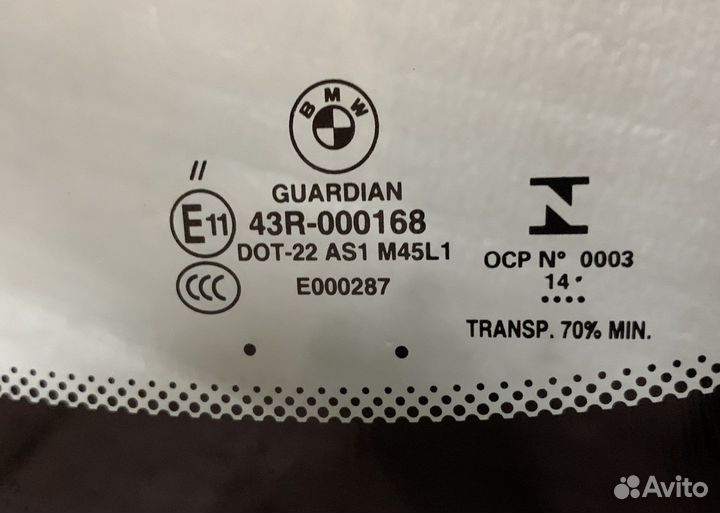 BMW
//
GUARDIAN
E11 43R-000168
DOT-22 AS1 M45L1
CCC E000287
OCP N° 0003
14
TRANSP. 70% MIN.
Avito